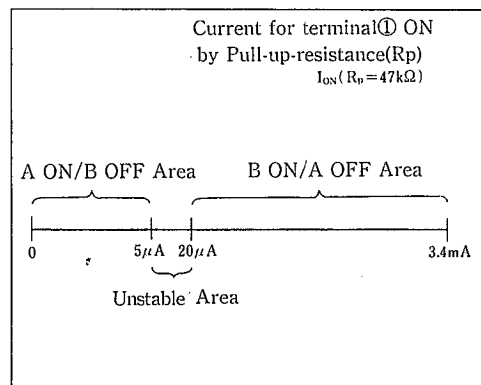 Current for terminal① ON
by Pull-up-resistance(Rp)
I_ON(R_p=47kΩ)
A ON/B OFF Area
B ON/A OFF Area
0
5μA
20μA
3.4mA
Unstable Area